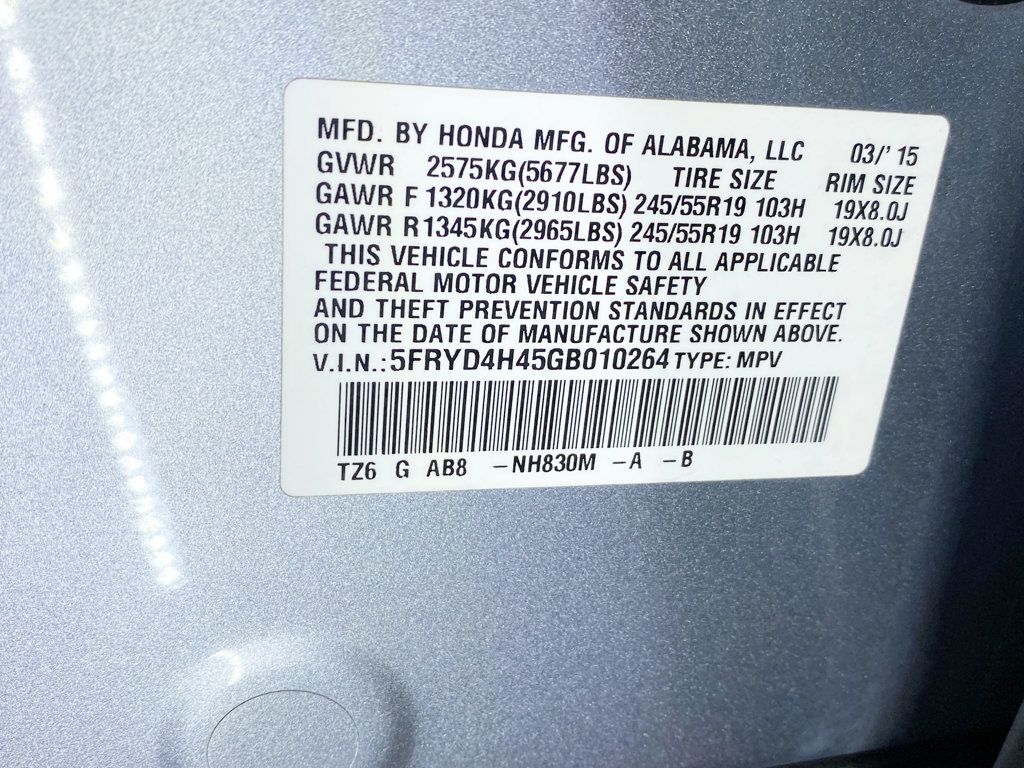 MFD. BY HONDA MFG. OF ALABAMA, LLC 03/'15
GVWR 2575KG(5677LBS) TIRE SIZE RIM SIZE
GAWR F 1320KG(2910LBS) 245/55R19 103H 19X8.0J
GAWR R 1345KG(2965LBS) 245/55R19 103H 19X8.0J
THIS VEHICLE CONFORMS TO ALL APPLICABLE
FEDERAL MOTOR VEHICLE SAFETY
AND THEFT PREVENTION STANDARDS IN EFFECT
ON THE DATE OF MANUFACTURE SHOWN ABOVE.
V.I.N.: 5FRYD4H45GB010264 TYPE: MPV
TZ6 G AB8 -NH830M -A -B